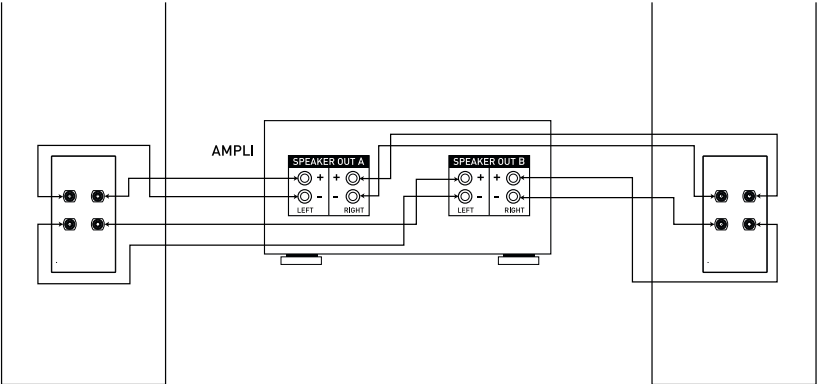 AMPLI
SPEAKER OUT A
+ +
- -
LEFT RIGHT
SPEAKER OUT B
+ +
- -
LEFT RIGHT